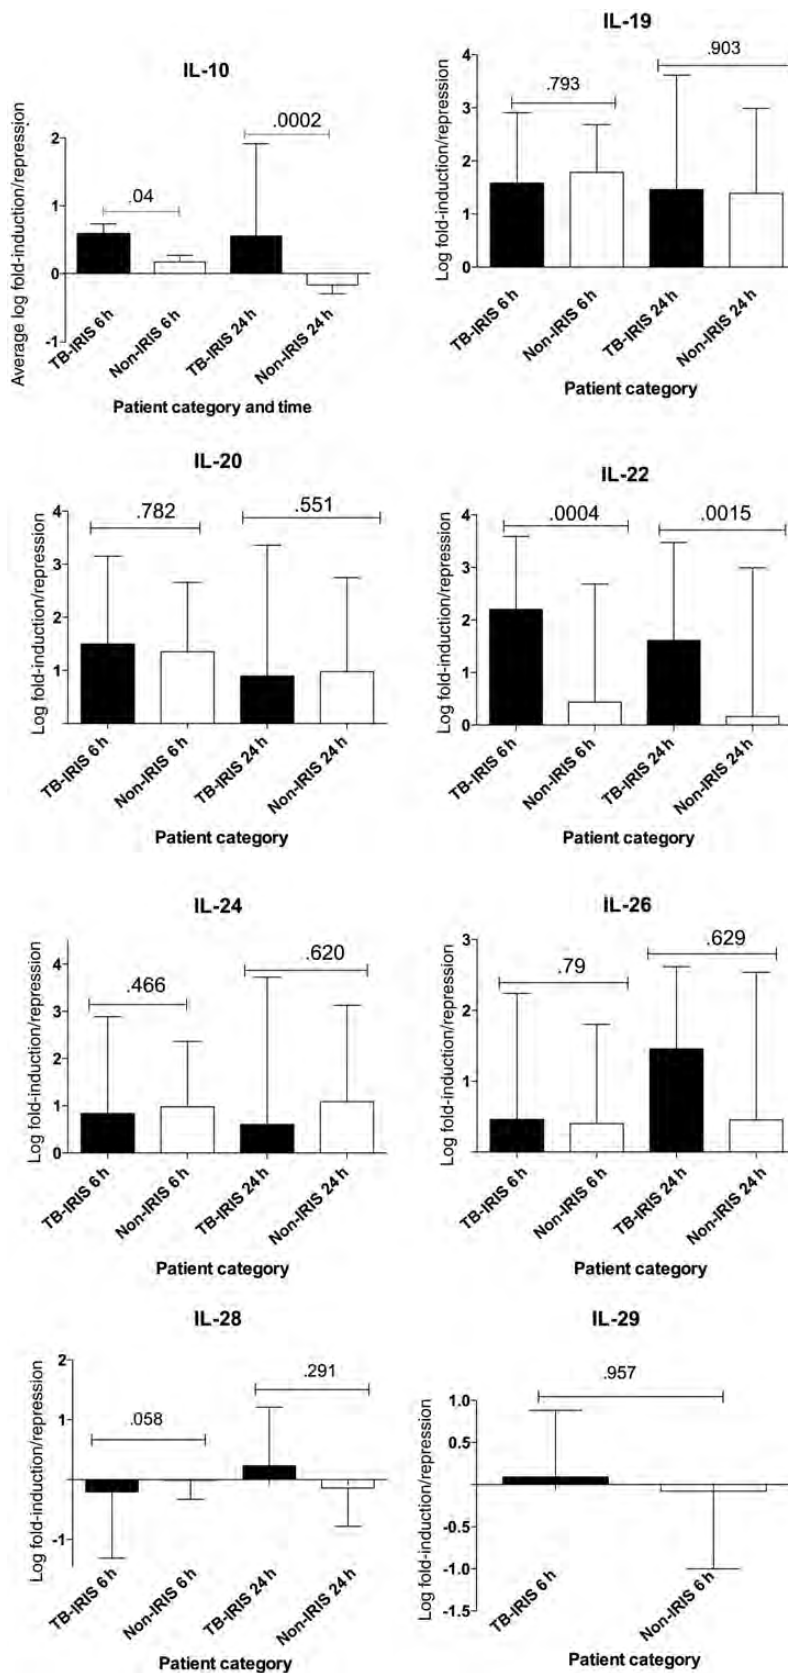 IL-10
Average log fold-induction/repression
2
1
0
-1
.04
.0002
TB-IRIS 6 h
Non-IRIS 6 h
TB-IRIS 24 h
Non-IRIS 24 h
Patient category and time
IL-19
Log fold-induction/repression
4
3
2
1
0
.793
.903
TB-IRIS 6 h
Non-IRIS 6 h
TB-IRIS 24 h
Non-IRIS 24 h
Patient category
IL-20
Log fold-induction/repression
4
3
2
1
.782
.551
TB-IRIS 6 h
Non-IRIS 6 h
TB-IRIS 24 h
Non-IRIS 24 h
Patient category
IL-22
Log fold-induction/repression
4
3
2
1
0
.0004
.0015
TB-IRIS 6 h
Non-IRIS 6 h
TB-IRIS 24 h
Non-IRIS 24 h
Patient category
IL-24
Log fold-induction/repression
4
3
2
1
0
.466
.620
TB-IRIS 6 h
Non-IRIS 6 h
TB-IRIS 24 h
Non-IRIS 24 h
Patient category
IL-26
Log fold-induction/repression
3
2
1
.79
.629
TB-IRIS 6 h
Non-IRIS 6 h
TB-IRIS 24 h
Non-IRIS 24 h
Patient category
IL-28
Log fold-induction/repression
2
1
-1
.058
.291
TB-IRIS 6 h
Non-IRIS 6 h
TB-IRIS 24 h
Non-IRIS 24 h
Patient category
IL-29
Log fold-induction/repression
1.0
0.5
-0.5
-1.0
-1.5
.957
TB-IRIS 6 h
Non-IRIS 6 h
Patient category